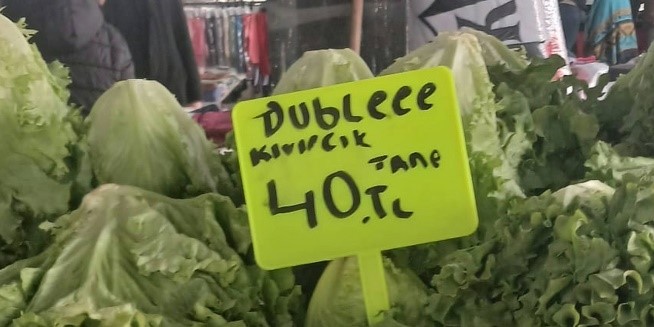 DUBLECE
KIVIRCIK
TANE
40.TL